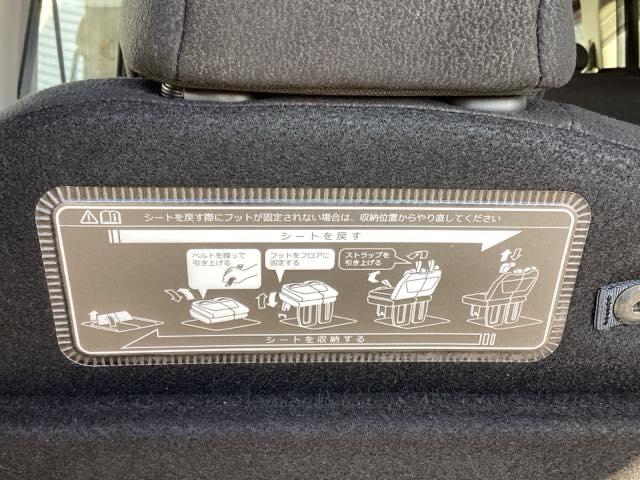 シートを戻す際にフットが固定されない場合は、収納位置からやり直してください
シートを戻す
ベルトを握って
引き上げる
フットをフロアに
固定する
ストラップを
引き上げる
シートを収納する